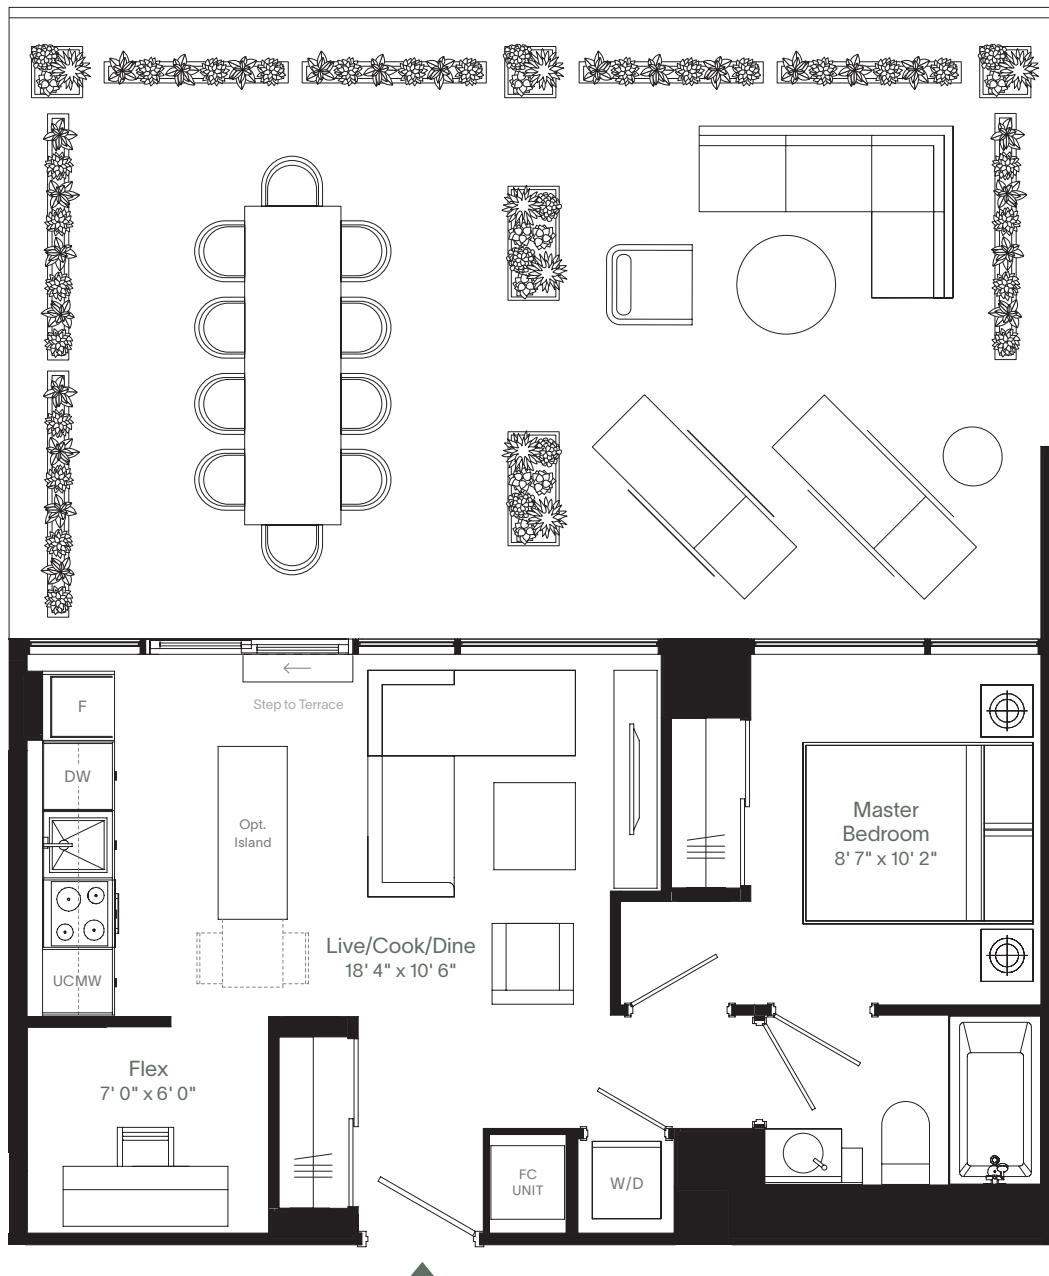 F
Step to Terrace
DW
Opt.
Island
Master
Bedroom
8' 7" x 10' 2"
Live/Cook/Dine
18' 4" x 10' 6"
UCMW
Flex
7' 0" x 6' 0"
FC
UNIT
W/D